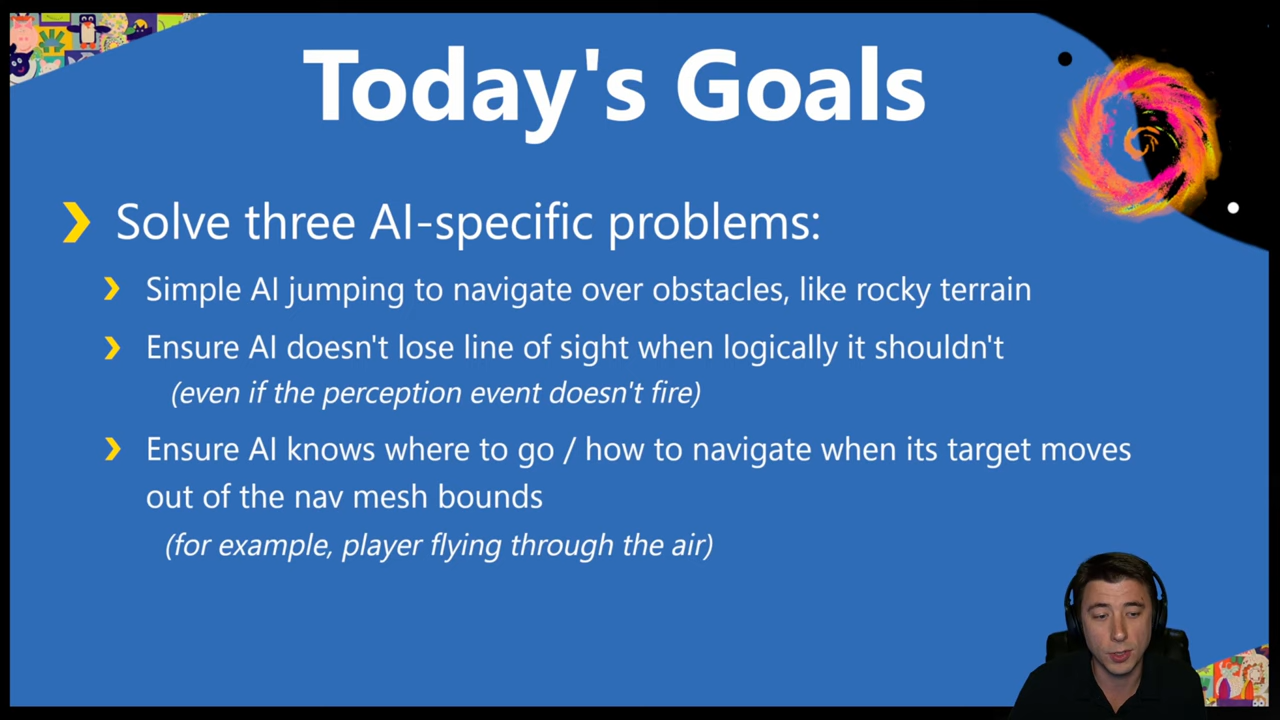 Today's Goals
Solve three AI-specific problems:
Simple AI jumping to navigate over obstacles, like rocky terrain
Ensure AI doesn't lose line of sight when logically it shouldn't
(even if the perception event doesn't fire)
Ensure AI knows where to go / how to navigate when its target moves
out of the nav mesh bounds
(for example, player flying through the air)